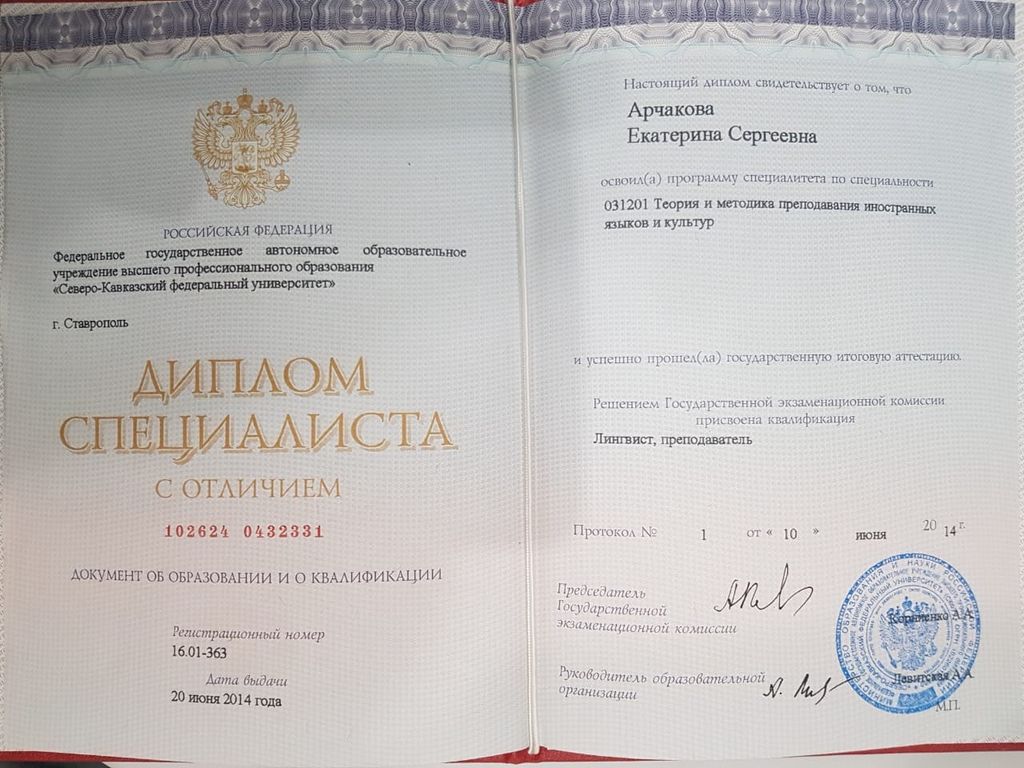 РОССИЙСКАЯ ФЕДЕРАЦИЯ
Федеральное государственное автономное образовательное
учреждение высшего профессионального образования
«Северо-Кавказский федеральный университет»
г. Ставрополь
ДИПЛОМ
СПЕЦИАЛИСТА
С ОТЛИЧИЕМ
102624 0432331
ДОКУМЕНТ ОБ ОБРАЗОВАНИИ И О КВАЛИФИКАЦИИ
Регистрационный номер
16.01-363
Дата выдачи
20 июня 2014 года
Настоящий диплом свидетельствует о том, что
Арчакова
Екатерина Сергеевна
освоил(а) программу специалитета по специальности
031201 Теория и методика преподавания иностранных
языков и культур
и успешно прошел(ла) государственную итоговую аттестацию.
Решением Государственной экзаменационной комиссии
присвоена квалификация
Лингвист, преподаватель
Протокол № 1 от « 10 » июня 20 14 г.
Председатель
Государственной
экзаменационной комиссии
Корниенко А.А.
Руководитель образовательной
организации
Левитская А.А.
М.П.